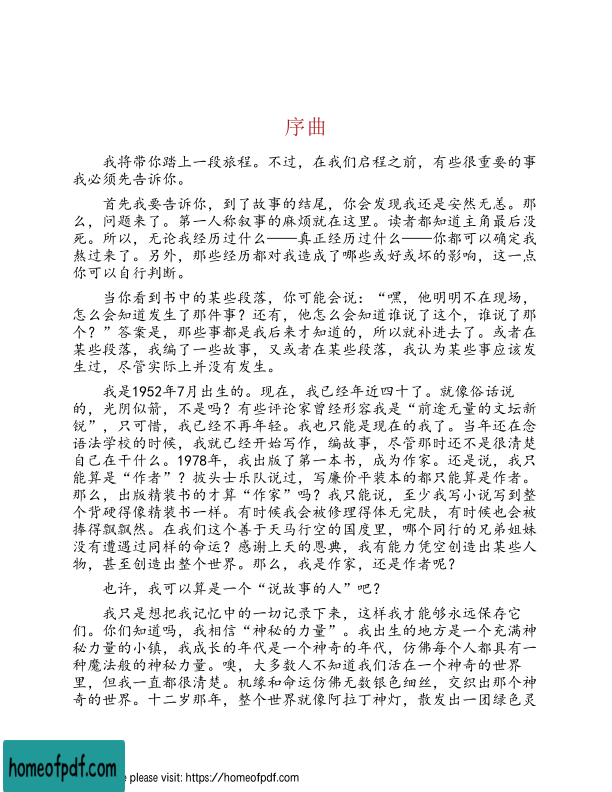 序曲
我将带你踏上一段旅程。不过，在我们启程之前，有些很重要的事
我必须先告诉你。
首先我要告诉你，到了故事的结尾，你会发现我还是安然无恙。那
么，问题来了。第一人称叙事的麻烦就在这里。读者都知道主角最后没
死。所以，无论我经历过什么——真正经历过什么——你都可以确定我
熬过来了。另外，那些经历都对我造成了哪些或好或坏的影响，这一点
你可以自行判断。
当你看到书中的某些段落，你可能会说：“嘿，他明明不在现场，
怎么会知道发生了那件事？还有，他怎么会知道谁说了这个，谁说了那
个？”答案是，那些事都是我后来才知道的，所以就补进去了。或者在
某些段落，我编了一些故事，又或者在某些段落，我认为某些事应该发
生过，尽管实际上并没有发生。
我是1952年7月出生的。现在，我已经年近四十了。就像俗话说
的，光阴似箭，不是吗？有些评论家曾经形容我是“前途无量的文坛新
锐”，只可惜，我已经不再年轻。我也只能是现在的我了。当年还在念
语法学校的时候，我就已经开始写作，编故事，尽管那时还不是很清楚
自己在干什么。1978年，我出版了第一本书，成为作家。还是说，我只
能算是“作者”？披头士乐队说过，写廉价平装本的都只能算是作者。
那么，出版精装书的才算“作家”吗？我只能说，至少我写小说写到整
个背硬得像精装书一样。有时候我会被修理得体无完肤，有时候也会被
捧得飘飘然。在我们这个善于天马行空的国度里，哪个同行的兄弟姐妹
没有遭遇过同样的命运？感谢上天的恩典，我有能力凭空创造出某些人
物，甚至创造出整个世界。那么，我是作家，还是作者呢？
也许，我可以算是一个“说故事的人”吧？
我只是想把我记忆中的一切记录下来，这样我才能够永远保存它
们。你们知道吗，我相信“神秘的力量”。我出生的地方是一个充满神
秘力量的小镇，我成长的年代是一个神奇的年代，仿佛每个人都具有一
种魔法般的神秘力量。噢，大多数人不知道我们活在一个神奇的世界
里，但我一直都很清楚。机缘和命运仿佛无数银色细丝，交织出那个神
奇的世界。十二岁那年，整个世界就像阿拉丁神灯，散发出一团绿色灵
homeofpdf.com
e please visit: https://homeofpdf.com